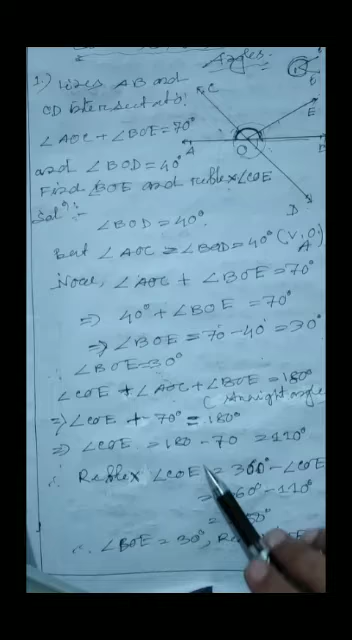 Angles.
1.) Lines AB and
CD intersect at O.
∠AOC + ∠BOE = 70°
and ∠BOD = 40°
Find ∠BOE and reflex ∠COE
C
E
A
O
D
Solⁿ:-
∠BOD = 40°.
but ∠AOC = ∠BOD = 40° (V.O.A
Now, ∠AOC + ∠BOE = 70°
⇒ 40° + ∠BOE = 70°
⇒ ∠BOE = 70° - 40° = 30°
∴ ∠BOE = 30°
∠COE + ∠AOC + ∠BOE = 180°
(Straight angle
⇒ ∠COE + 70° = 180°
⇒ ∠COE = 180 - 70 = 110°
∴ Reflex ∠COE = 360° - ∠COE
60° - 110°
∴ ∠BOE = 30°,